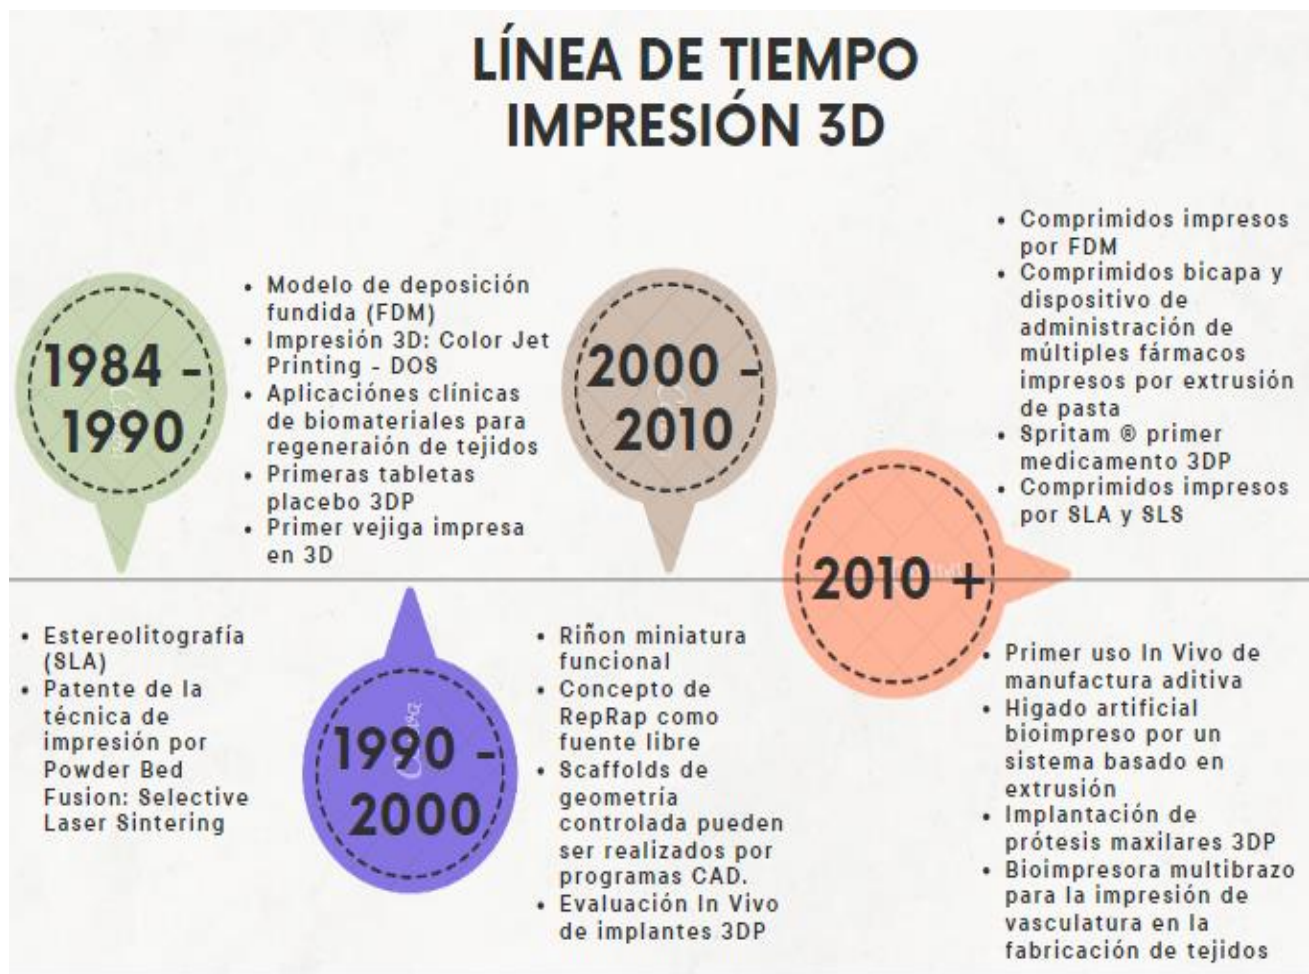 LÍNEA DE TIEMPO
IMPRESIÓN 3D
1984 -
1990
• Estereolitografía
(SLA)
• Patente de la
técnica de
impresión por
Powder Bed
Fusion: Selective
Laser Sintering
1990 -
2000
• Modelo de deposición
fundida (FDM)
• Impresión 3D: Color Jet
Printing - DOS
• Aplicaciónes clínicas
de biomateriales para
regeneraión de tejidos
• Primeras tabletas
placebo 3DP
• Primer vejiga impresa
en 3D
2000 -
2010
• Riñon miniatura
funcional
• Concepto de
RepRap como
fuente libre
• Scaffolds de
geometría
controlada pueden
ser realizados por
programas CAD.
• Evaluación In Vivo
de implantes 3DP
2010 +
• Comprimidos impresos
por FDM
• Comprimidos bicapa y
dispositivo de
administración de
múltiples fármacos
impresos por extrusión
de pasta
• Spritam ® primer
medicamento 3DP
• Comprimidos impresos
por SLA y SLS
• Primer uso In Vivo de
manufactura aditiva
• Higado artificial
bioimpreso por un
sistema basado en
extrusión
• Implantación de
prótesis maxilares 3DP
• Bioimpresora multibrazo
para la impresión de
vasculatura en la
fabricación de tejidos